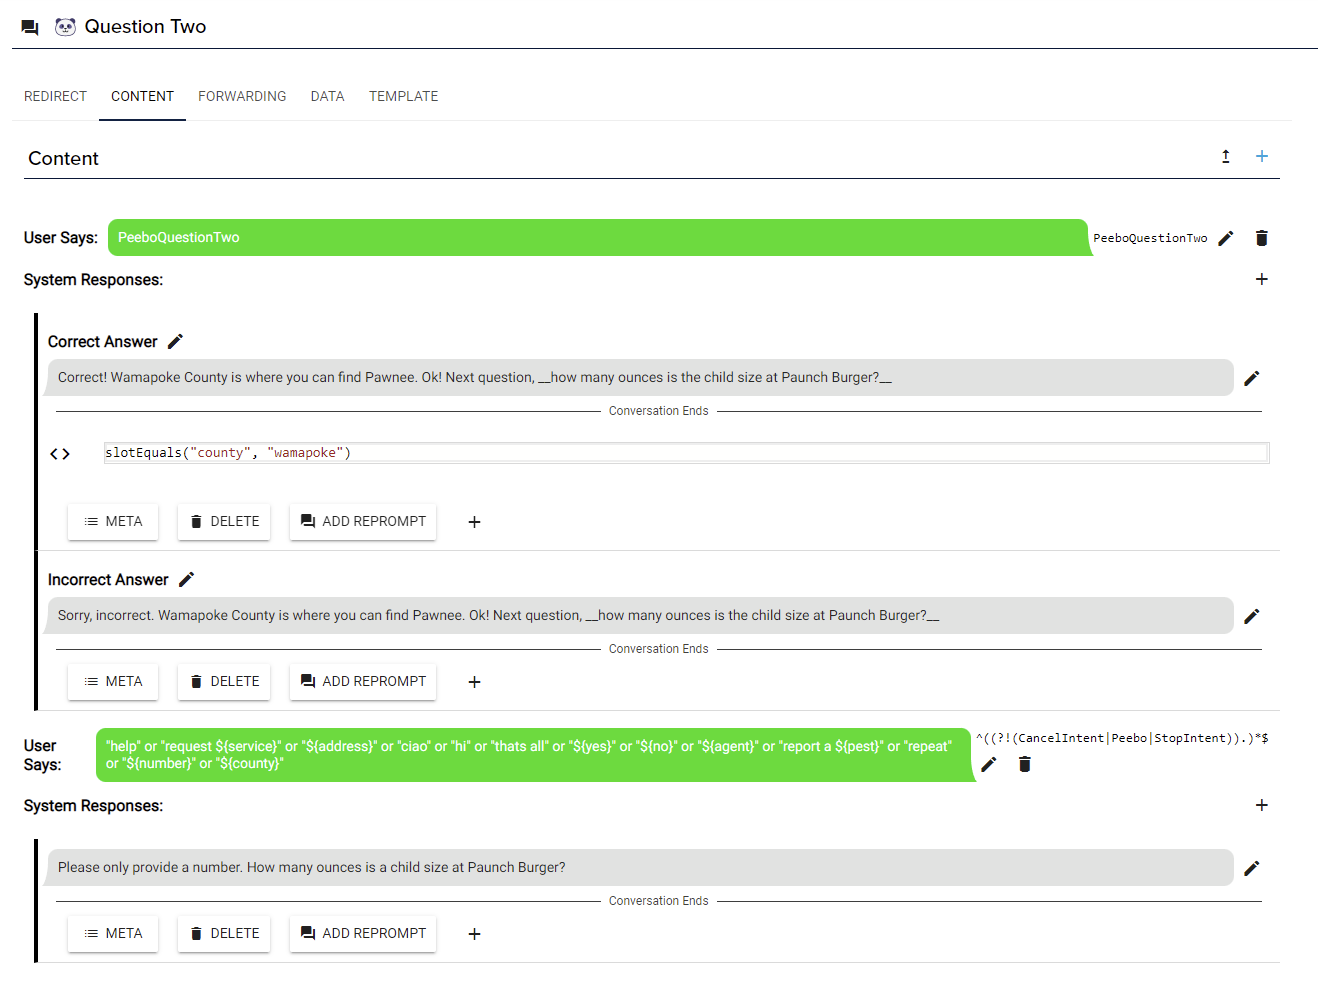 Question Two
REDIRECT CONTENT FORWARDING DATA TEMPLATE
Content
User Says: PeeboQuestionTwo PeeboQuestionTwo
System Responses:
Correct Answer
Correct! Wamapoke County is where you can find Pawnee. Ok! Next question, __how many ounces is the child size at Paunch Burger?__
Conversation Ends
slotEquals("county", "wamapoke")
META DELETE ADD REPROMPT
Incorrect Answer
Sorry, incorrect. Wamapoke County is where you can find Pawnee. Ok! Next question, __how many ounces is the child size at Paunch Burger?__
Conversation Ends
META DELETE ADD REPROMPT
User Says:
"help" or "request ${service}" or "${address}" or "ciao" or "hi" or "thats all" or "${yes}" or "${no}" or "${agent}" or "report a ${pest}" or "repeat"
or "${number}" or "${county}"
^((?!(CancelIntent|Peebo|StopIntent)).)*$
System Responses:
Please only provide a number. How many ounces is a child size at Paunch Burger?
Conversation Ends
META DELETE ADD REPROMPT